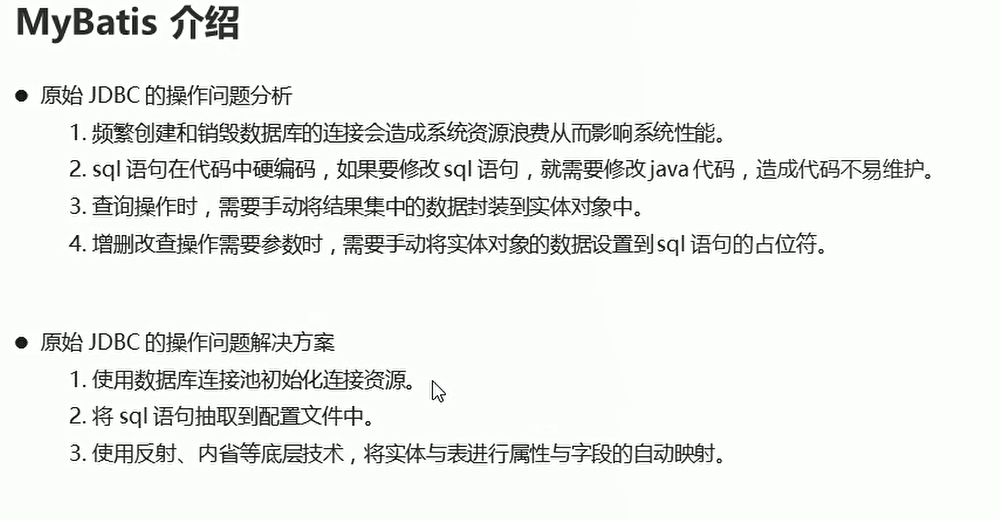 MyBatis 介绍
● 原始 JDBC 的操作问题分析
1. 频繁创建和销毁数据库的连接会造成系统资源浪费从而影响系统性能。
2. sql 语句在代码中硬编码，如果要修改 sql 语句，就需要修改 java 代码，造成代码不易维护。
3. 查询操作时，需要手动将结果集中的数据封装到实体对象中。
4. 增删改查操作需要参数时，需要手动将实体对象的数据设置到 sql 语句的占位符。
● 原始 JDBC 的操作问题解决方案
1. 使用数据库连接池初始化连接资源。
2. 将 sql 语句抽取到配置文件中。
3. 使用反射、内省等底层技术，将实体与表进行属性与字段的自动映射。